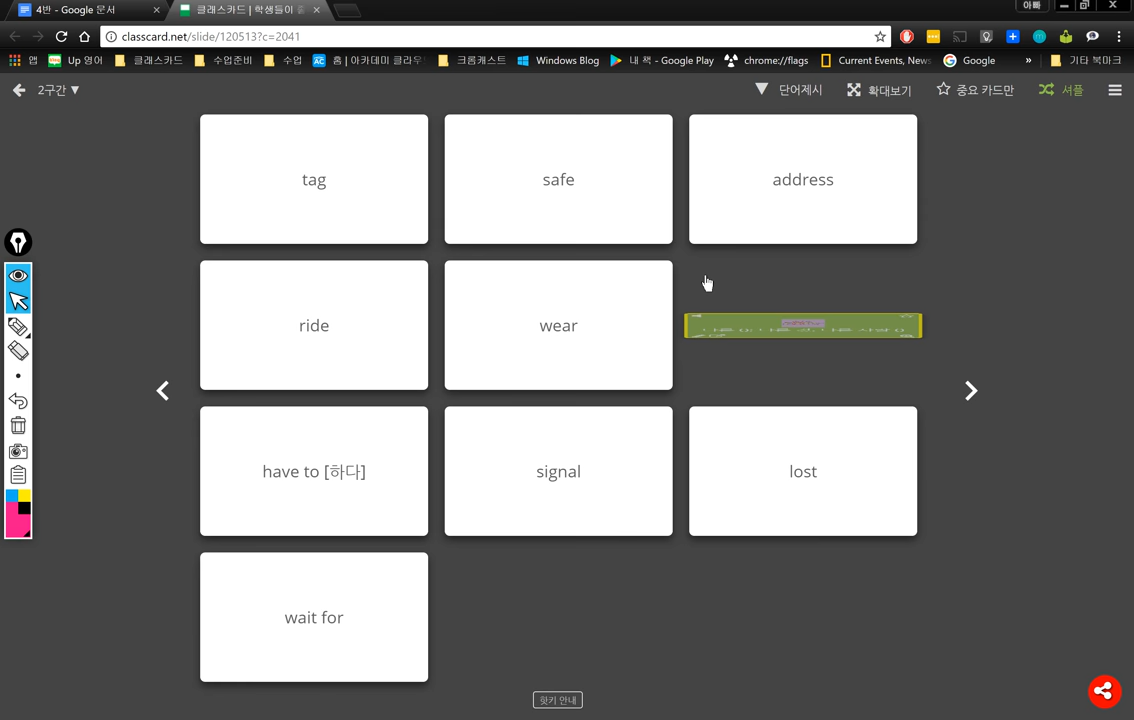 4반 - Google 문서
클래스카드 | 학생들이 활
아빠
classcard.net/slide/120513?c=2041
앱 Up 영어 클래스카드 수업준비 수업 홈 | 아카데미 클라우 크롬캐스트 Windows Blog 내 책 - Google Play chrome://flags Current Events, News Google » 기타 북마크
2구간 ▼ ▼ 단어제시 확대보기 중요 카드만 셔플
tag safe address
ride wear
have to [하다] signal lost
wait for
핫키 안내